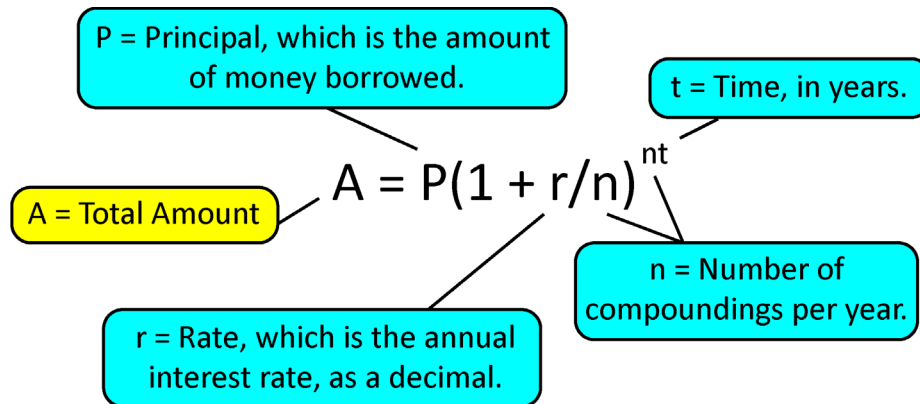 P = Principal, which is the amount
of money borrowed.
t = Time, in years.
A = P(1 + r/n)^nt
A = Total Amount
n = Number of
compoundings per year.
r = Rate, which is the annual
interest rate, as a decimal.